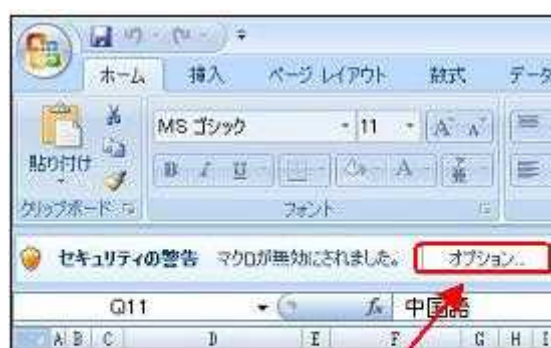 ホーム 挿入 ページ レイアウト 数式 データ
MS ゴシック 11 A A
貼り付け B I U A 亜
クリップボード フォント
セキュリティの警告 マクロが無効にされました。 オプション...
Q11 fx 中国語
A B C D E F G H I